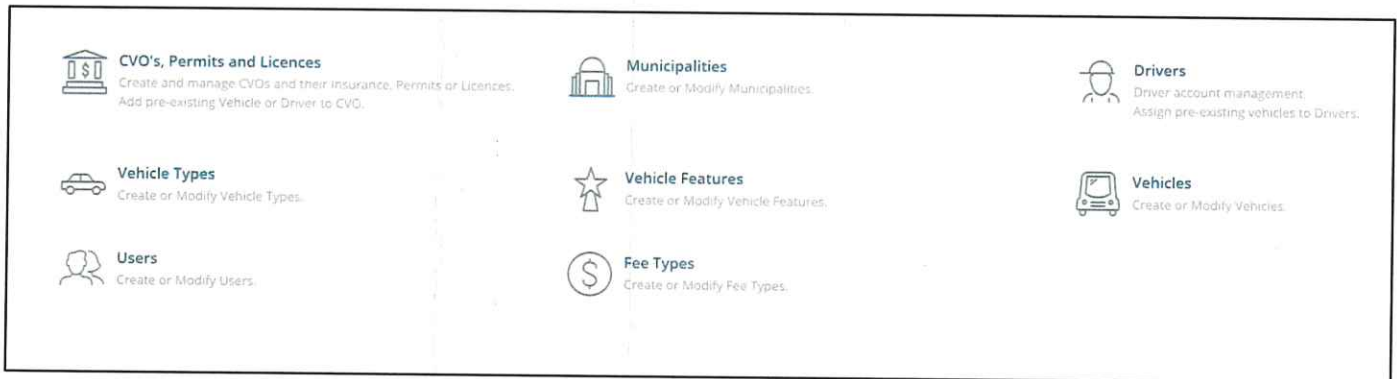 CVO's, Permits and Licences
Create and manage CVOs and their insurance, Permits or Licences.
Add pre-existing Vehicle or Driver to CVO.
Municipalities
Create or Modify Municipalities.
Drivers
Driver account management.
Assign pre-existing vehicles to Drivers.
Vehicle Types
Create or Modify Vehicle Types.
Vehicle Features
Create or Modify Vehicle Features.
Vehicles
Create or Modify Vehicles.
Users
Create or Modify Users.
Fee Types
Create or Modify Fee Types.